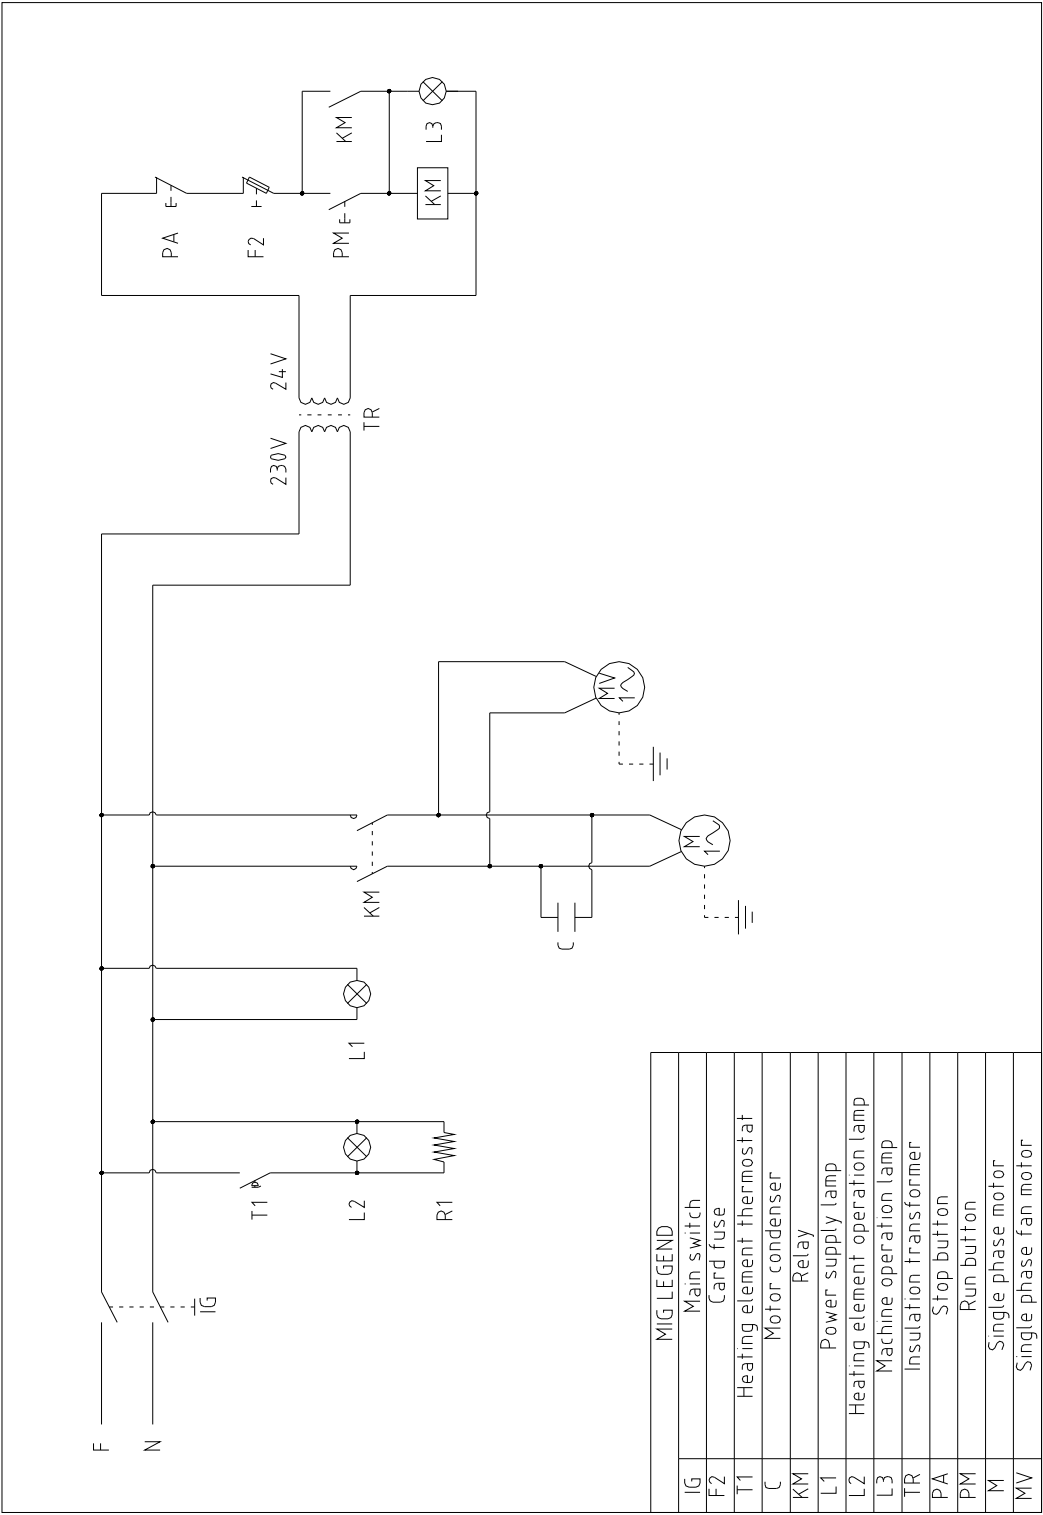 F
N
IG
T1
L2
R1
L1
KM
C
M
1
MV
1
230V
24V
TR
PA
F2
PM
KM
KM
L3
MIG LEGEND
IG Main switch
F2 Card fuse
T1 Heating element thermostat
C Motor condenser
KM Relay
L1 Power supply lamp
L2 Heating element operation lamp
L3 Machine operation lamp
TR Insulation transformer
PA Stop button
PM Run button
M Single phase motor
MV Single phase fan motor